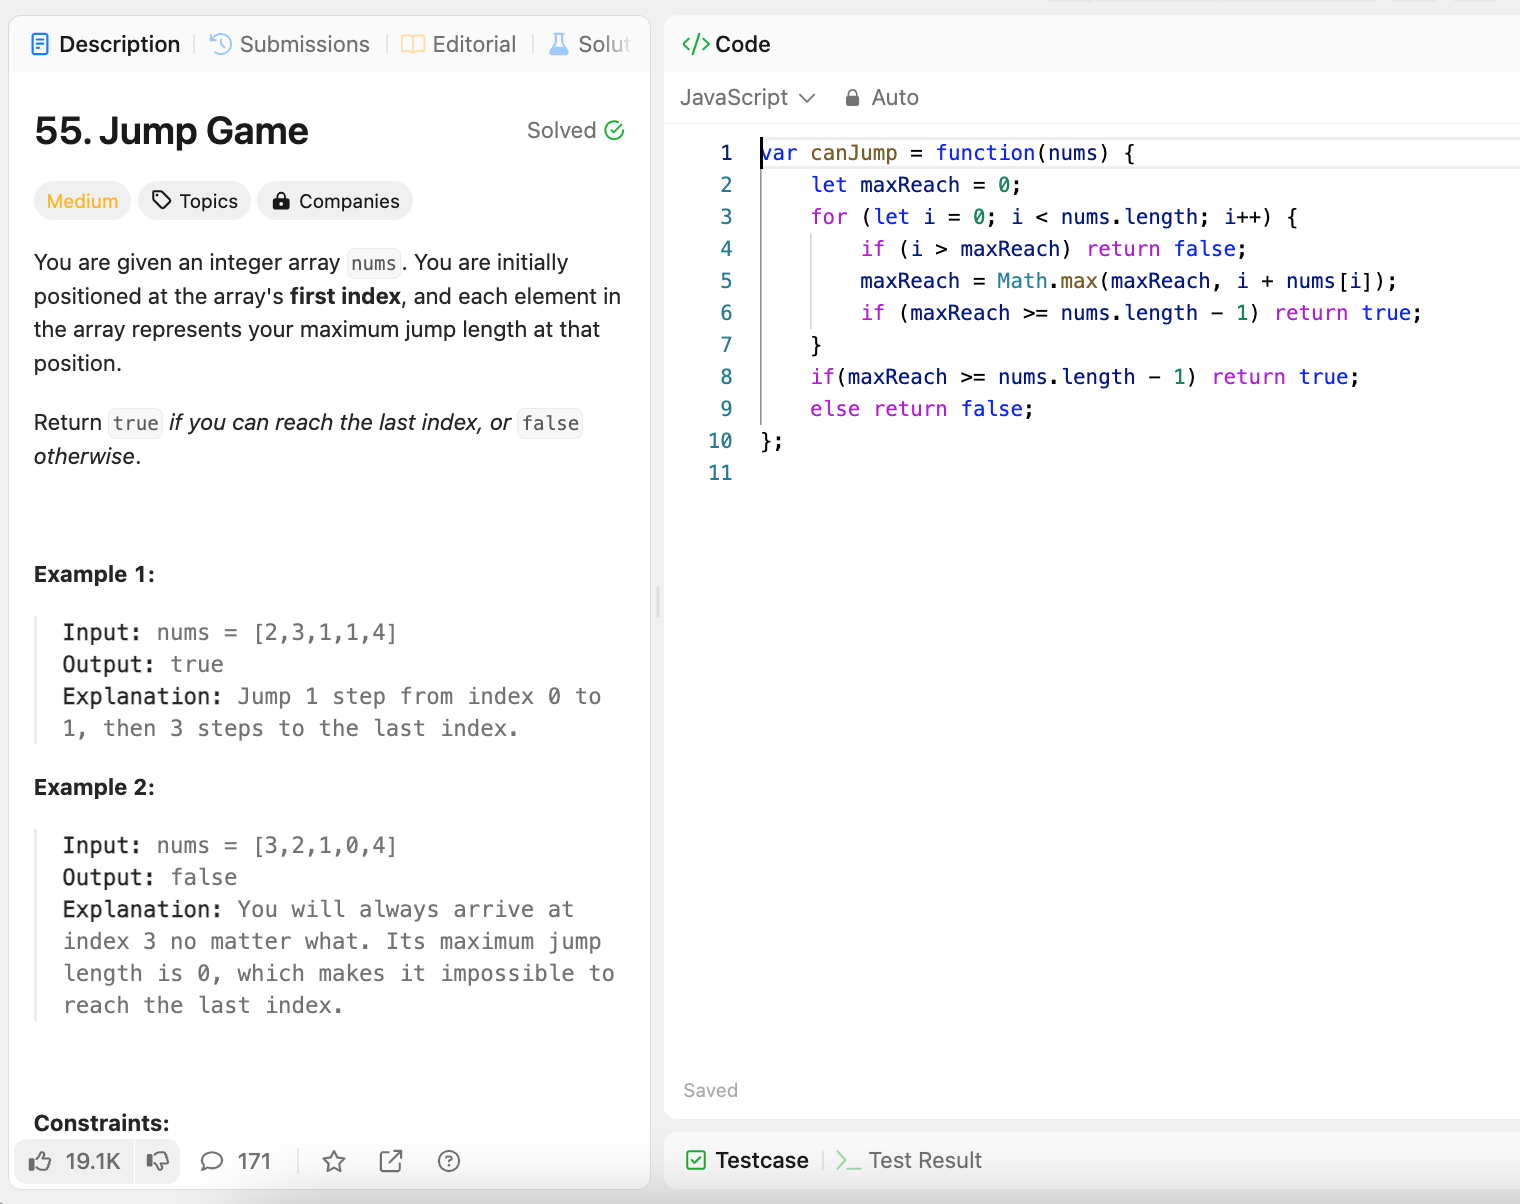 Description
Submissions
Editorial
Solut
55. Jump Game
Solved
Medium
Topics
Companies
You are given an integer array nums. You are initially
positioned at the array's first index, and each element in
the array represents your maximum jump length at that
position.
Return true if you can reach the last index, or false
otherwise.
Example 1:
Input: nums = [2,3,1,1,4]
Output: true
Explanation: Jump 1 step from index 0 to
1, then 3 steps to the last index.
Example 2:
Input: nums = [3,2,1,0,4]
Output: false
Explanation: You will always arrive at
index 3 no matter what. Its maximum jump
length is 0, which makes it impossible to
reach the last index.
Constraints:
19.1K
171
</> Code
JavaScript
Auto
1 var canJump = function(nums) {
2     let maxReach = 0;
3     for (let i = 0; i < nums.length; i++) {
4         if (i > maxReach) return false;
5         maxReach = Math.max(maxReach, i + nums[i]);
6         if (maxReach >= nums.length - 1) return true;
7     }
8     if(maxReach >= nums.length - 1) return true;
9     else return false;
10 };
11
Saved
Testcase
Test Result